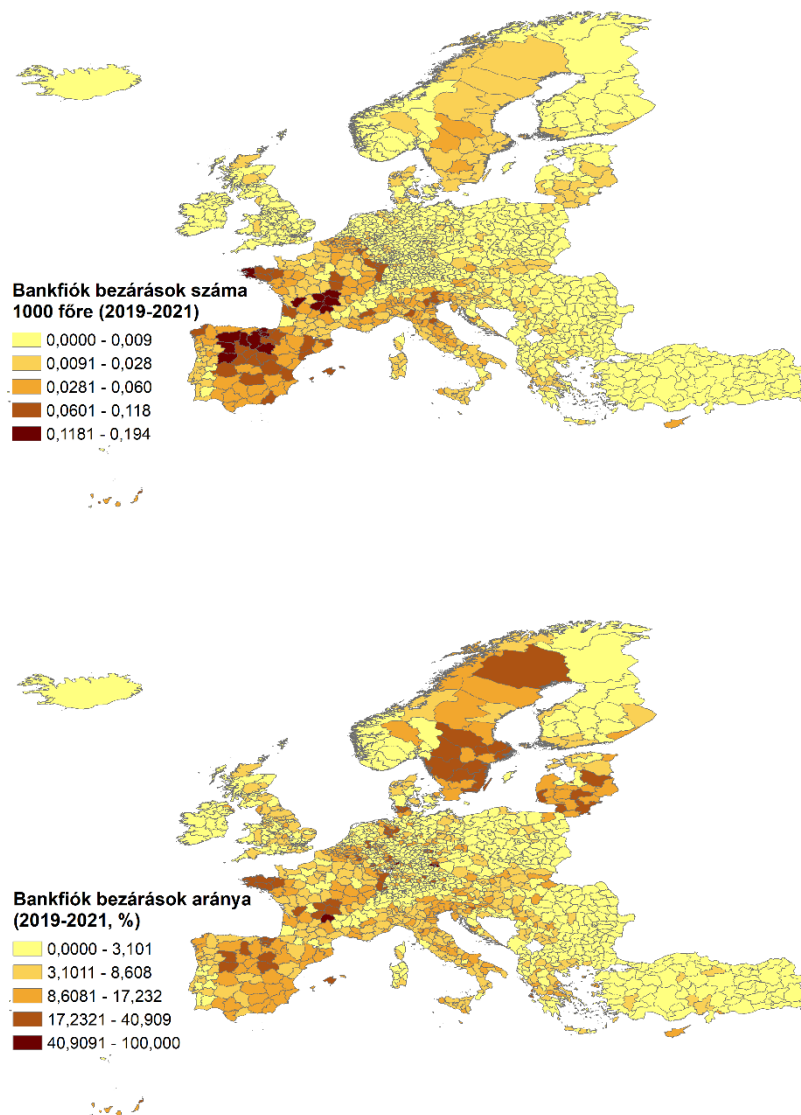 Bankfiók bezárások száma
1000 főre (2019-2021)
0,0000 - 0,009
0,0091 - 0,028
0,0281 - 0,060
0,0601 - 0,118
0,1181 - 0,194
Bankfiók bezárások aránya
(2019-2021, %)
0,0000 - 3,101
3,1011 - 8,608
8,6081 - 17,232
17,2321 - 40,909
40,9091 - 100,000